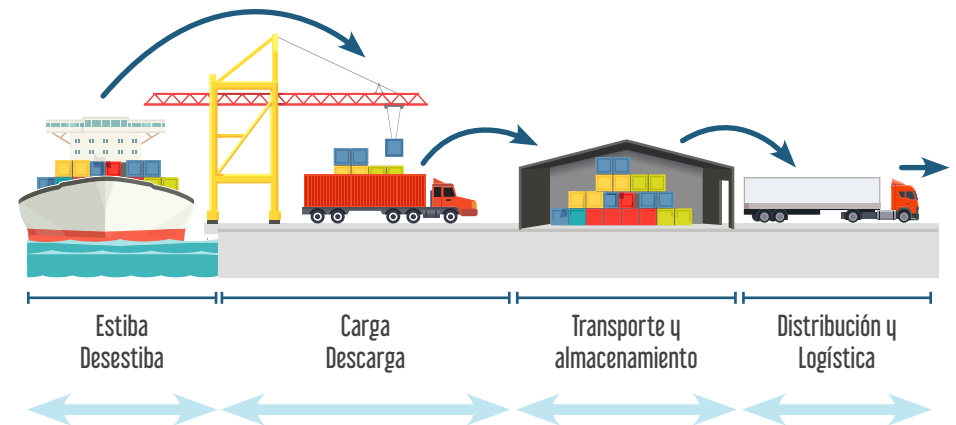 Estiba
Desestiba
Carga
Descarga
Transporte y
almacenamiento
Distribución y
Logística